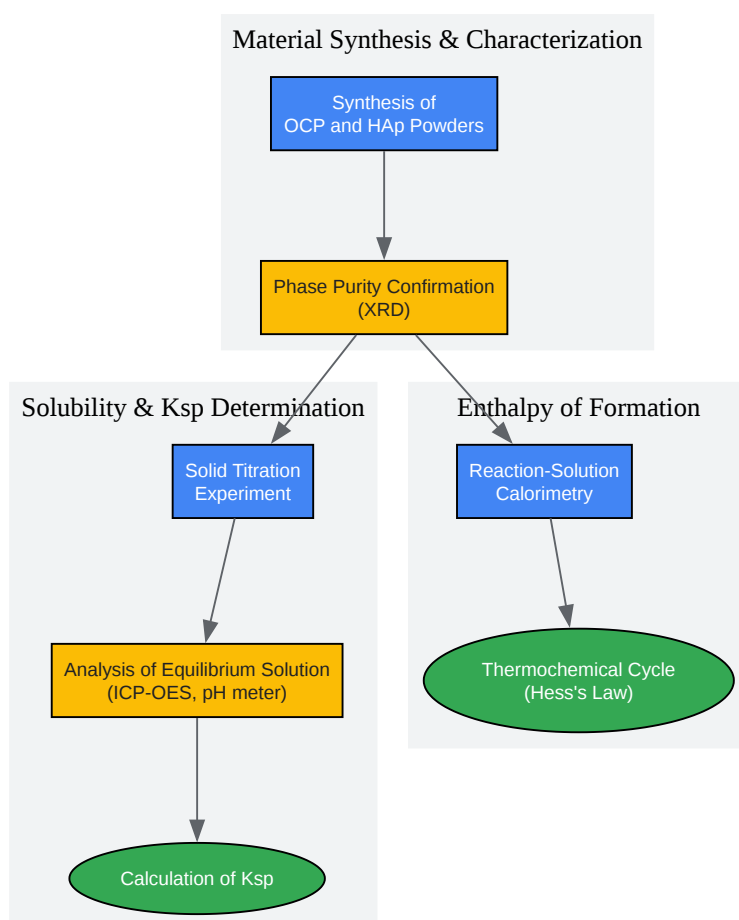 Material Synthesis & Characterization
Synthesis of
OCP and HAp Powders
Phase Purity Confirmation
(XRD)
Solubility & Ksp Determination
Solid Titration
Experiment
Analysis of Equilibrium Solution
(ICP-OES, pH meter)
Calculation of Ksp
Enthalpy of Formation
Reaction-Solution
Calorimetry
Thermochemical Cycle
(Hess's Law)